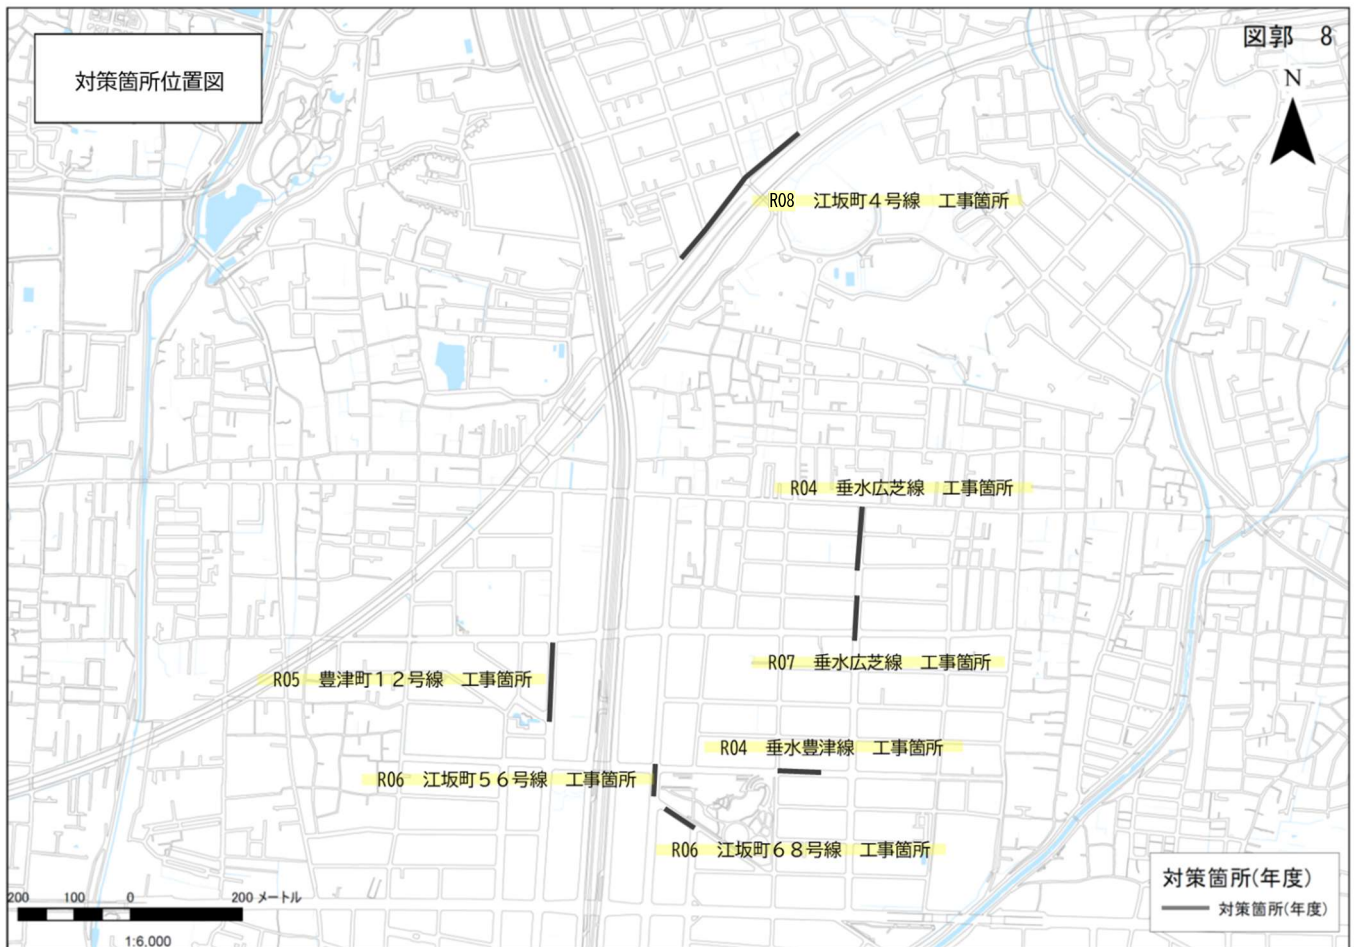 図郭　8
対策箇所位置図
N
R08　江坂町４号線　工事箇所
R04　垂水広芝線　工事箇所
R07　垂水広芝線　工事箇所
R05　豊津町１２号線　工事箇所
R04　垂水豊津線　工事箇所
R06　江坂町５６号線　工事箇所
R06　江坂町６８号線　工事箇所
対策箇所(年度)
対策箇所(年度)
200 100 0 200 メートル
1:6,000